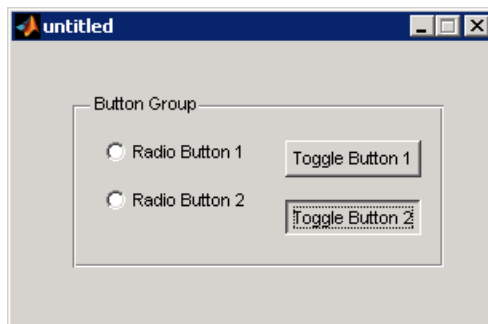 untitled
Button Group
Radio Button 1
Toggle Button 1
Radio Button 2
Toggle Button 2